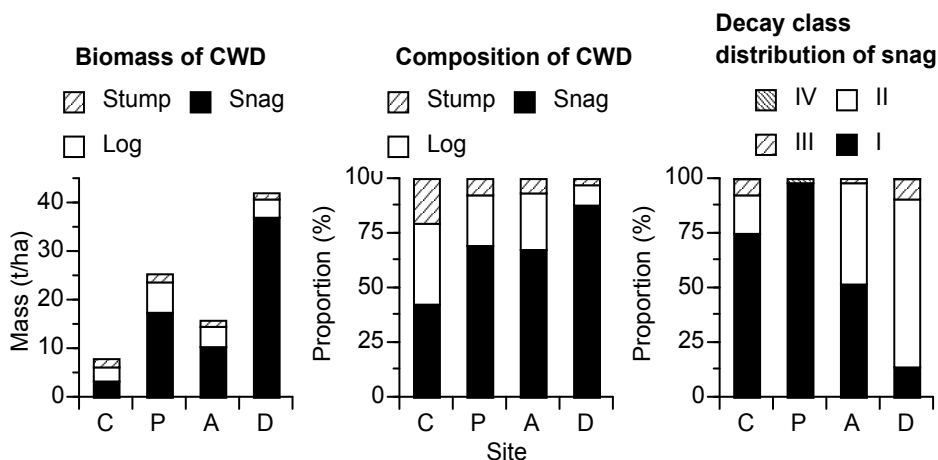 Biomass of CWD
Stump Snag
Log
Mass (t/ha)
40
30
20
10
0
C P A D
Composition of CWD
Stump Snag
Log
Proportion (%)
100
75
50
25
0
C P A D
Site
Decay class
distribution of snag
IV II
III I
Proportion (%)
100
75
50
25
0
C P A D